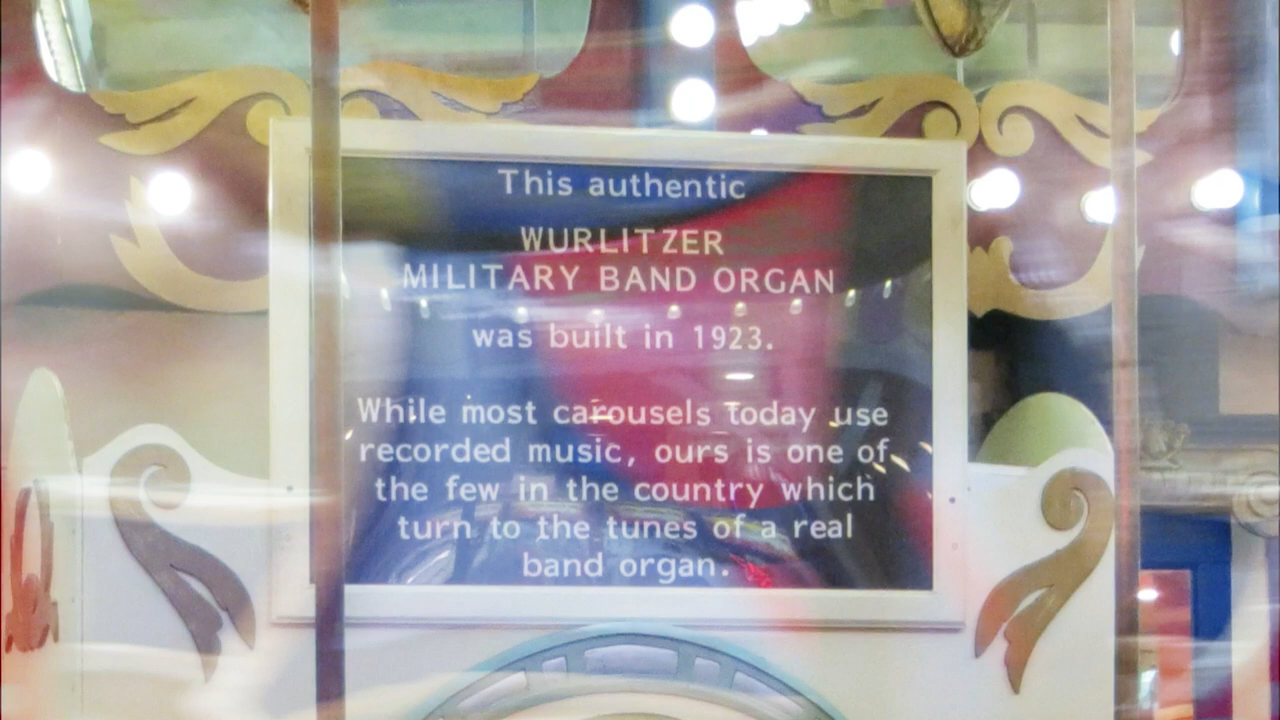 This authentic
WURLITZER
MILITARY BAND ORGAN
was built in 1923.
While most carousels today use
recorded music, ours is one of
the few in the country which
turn to the tunes of a real
band organ.